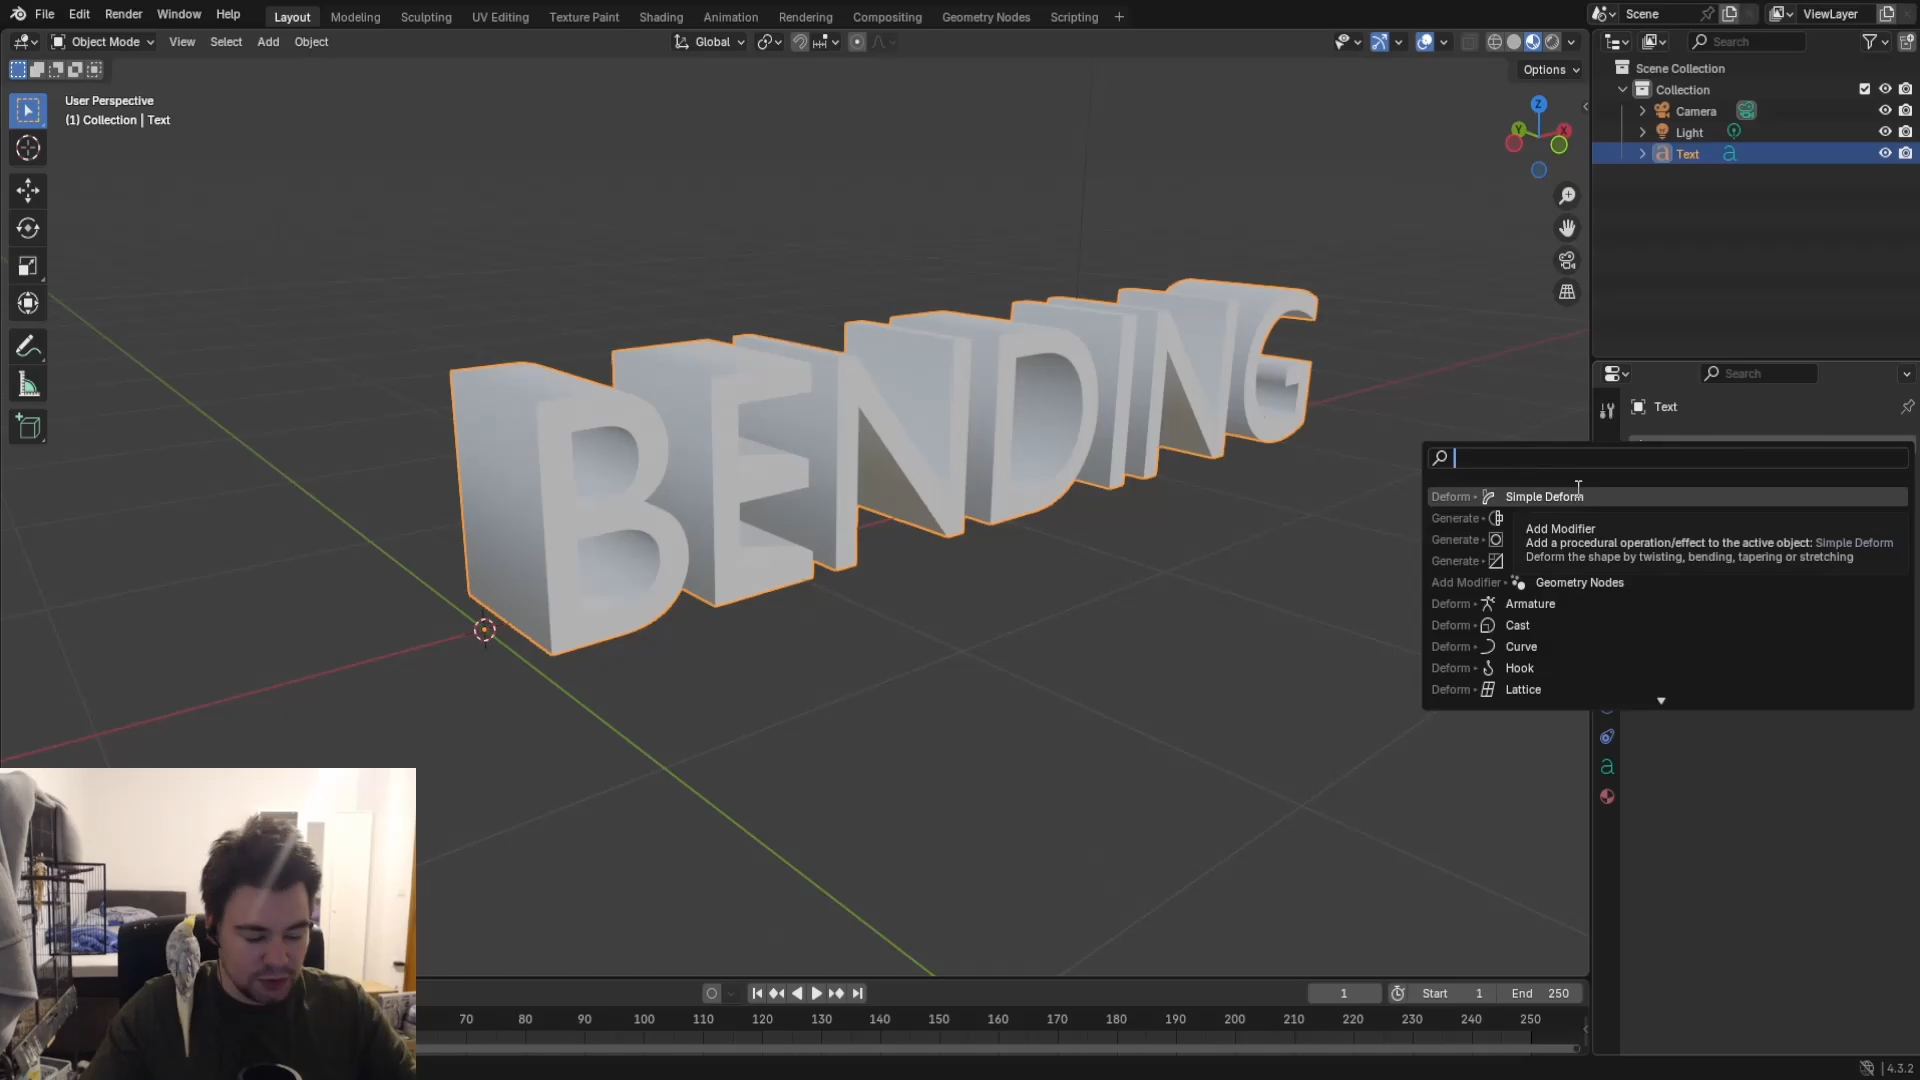 File Edit Render Window Help
Layout Modeling Sculpting UV Editing Texture Paint Shading Animation Rendering Compositing Geometry Nodes Scripting +
Scene
ViewLayer
Object Mode View Select Add Object
Global
Search
Options
User Perspective
(1) Collection | Text
Z
Y
X
Scene Collection
Collection
Camera
Light
Text
BENDING
Search
Text
Deform Simple Deform
Generate
Generate
Generate
Add Modifier
Add a procedural operation/effect to the active object: Simple Deform
Deform the shape by twisting, bending, tapering or stretching
Add Modifier Geometry Nodes
Deform Armature
Deform Cast
Deform Curve
Deform Hook
Deform Lattice
1 Start 1 End 250
70 80 90 100 110 120 130 140 150 160 170 180 190 200 210 220 230 240 250
4.3.2